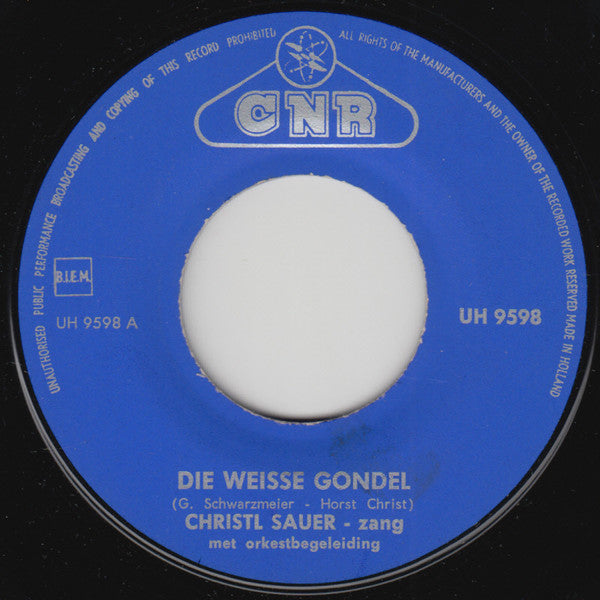 UNAUTHORISED PUBLIC PERFORMANCE BROADCASTING AND COPYING OF THIS RECORD PROHIBITED
ALL RIGHTS OF THE MANUFACTURERS AND THE OWNER OF THE RECORDED WORK RESERVED MADE IN HOLLAND
CNR
B.I.E.M.
UH 9598 A
UH 9598
DIE WEISSE GONDEL
(G. Schwarzmeier - Horst Christ)
CHRISTL SAUER - zang
met orkestbegeleiding